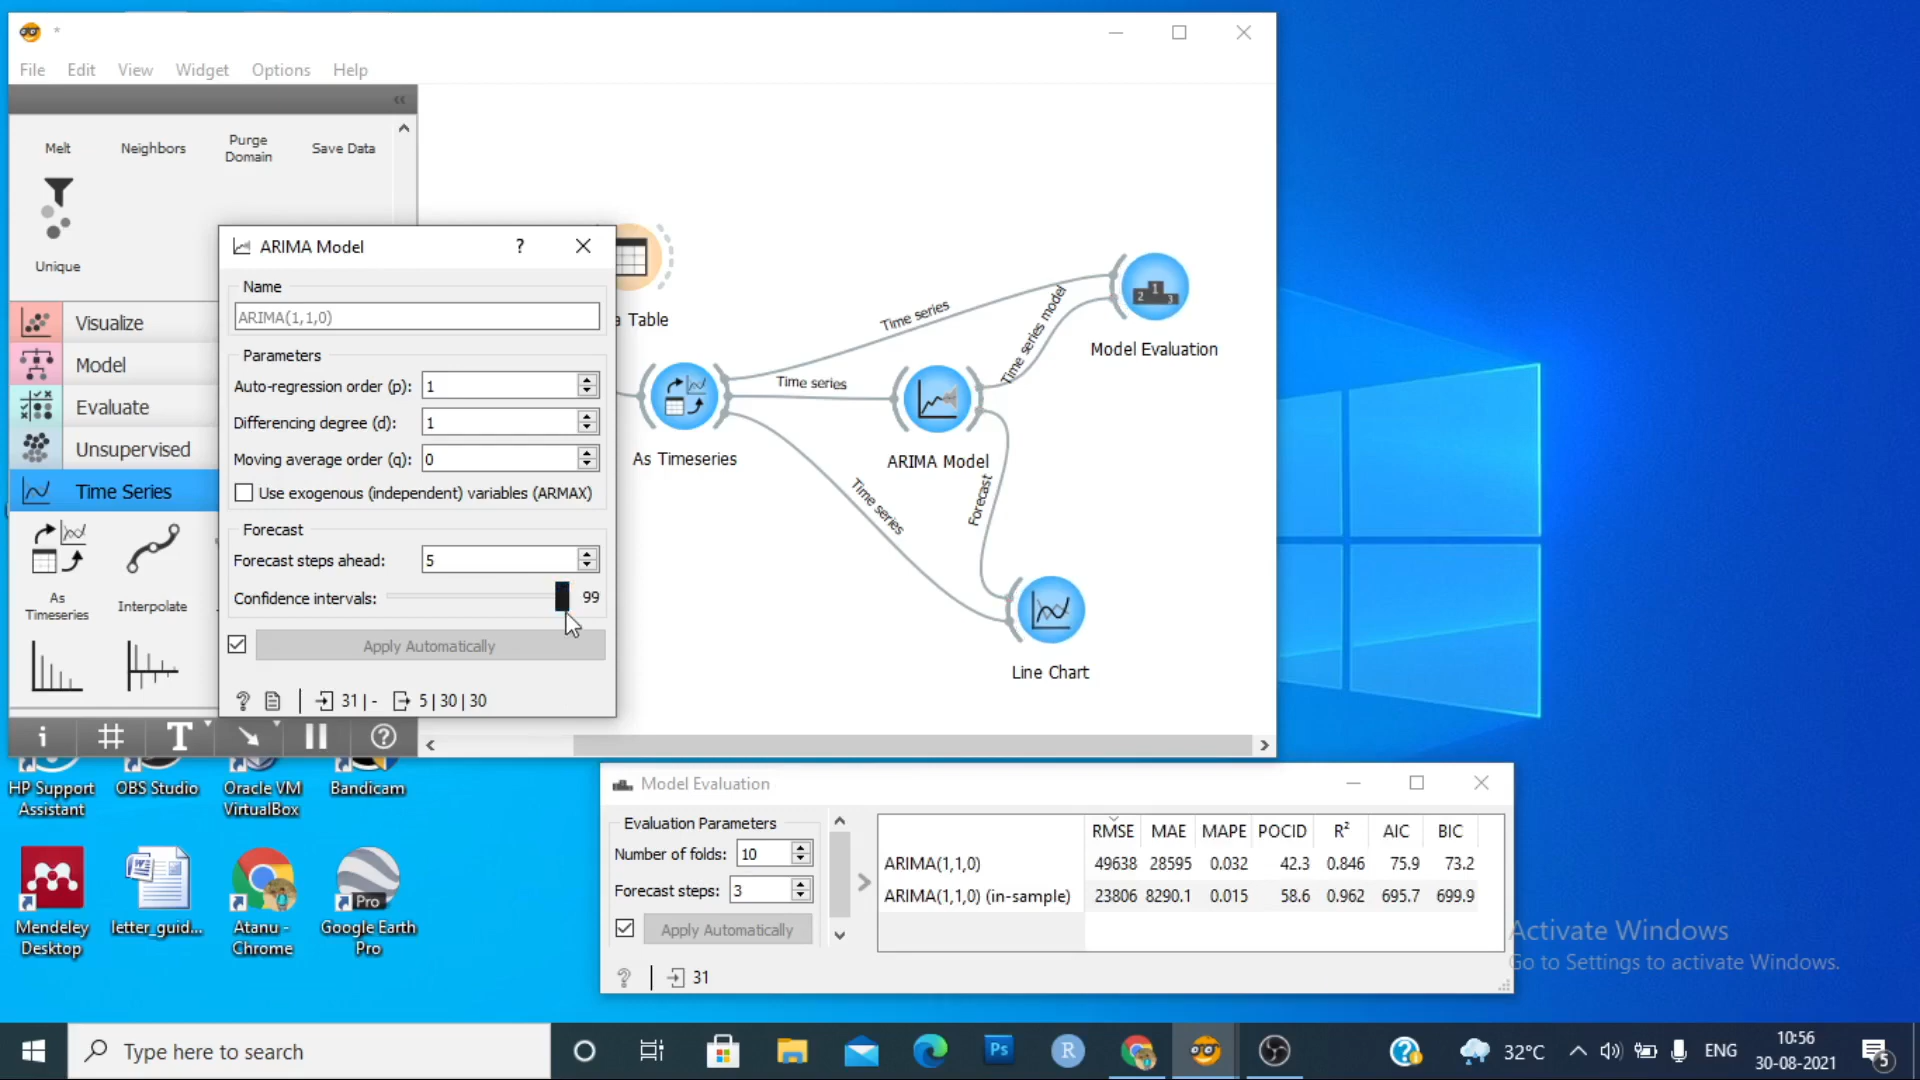 *
File Edit View Widget Options Help
Melt Neighbors Purge Domain Save Data
Unique
Visualize
Model
Evaluate
Unsupervised
Time Series
As Timeseries
Interpolate
ARIMA Model ?
Name
ARIMA(1,1,0)
Parameters
Auto-regression order (p): 1
Differencing degree (d): 1
Moving average order (q): 0
Use exogenous (independent) variables (ARMAX)
Forecast
Forecast steps ahead: 5
Confidence intervals: 99
Apply Automatically
? 31 | - 5 | 30 | 30
a Table
As Timeseries
Time series
Time series
Time series
Time series model
Forecast
ARIMA Model
Model Evaluation
Line Chart
Model Evaluation
Evaluation Parameters
Number of folds: 10
Forecast steps: 3
Apply Automatically
? 31
RMSE MAE MAPE POCID R² AIC BIC
ARIMA(1,1,0) 49638 28595 0.032 42.3 0.846 75.9 73.2
ARIMA(1,1,0) (in-sample) 23806 8290.1 0.015 58.6 0.962 695.7 699.9
HP Support Assistant
OBS Studio
Oracle VM VirtualBox
Bandicam
Mendeley Desktop
letter_guid...
Atanu - Chrome
Pro
Google Earth Pro
Activate Windows
Go to Settings to activate Windows.
Type here to search
Ps
R
32°C
ENG
10:56
30-08-2021
5